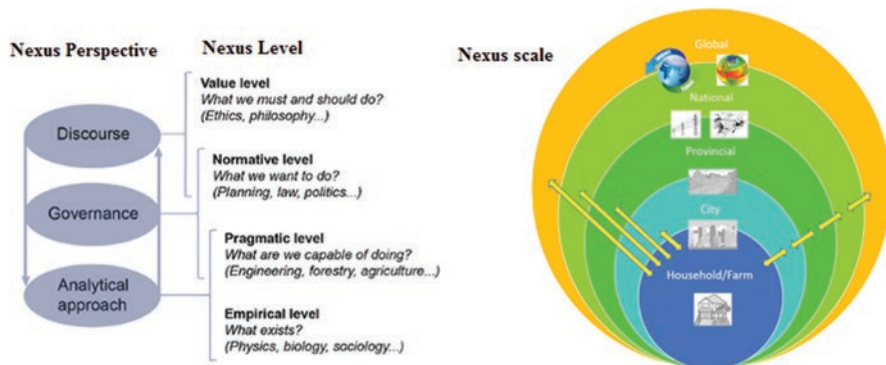 Nexus Perspective
Nexus Level
Nexus scale
Discourse
Governance
Analytical
approach
Value level
What we must and should do?
(Ethics, philosophy...)
Normative level
What we want to do?
(Planning, law, politics...)
Pragmatic level
What are we capable of doing?
(Engineering, forestry, agriculture...)
Empirical level
What exists?
(Physics, biology, sociology...)
Global
National
Provincial
City
Household/Farm